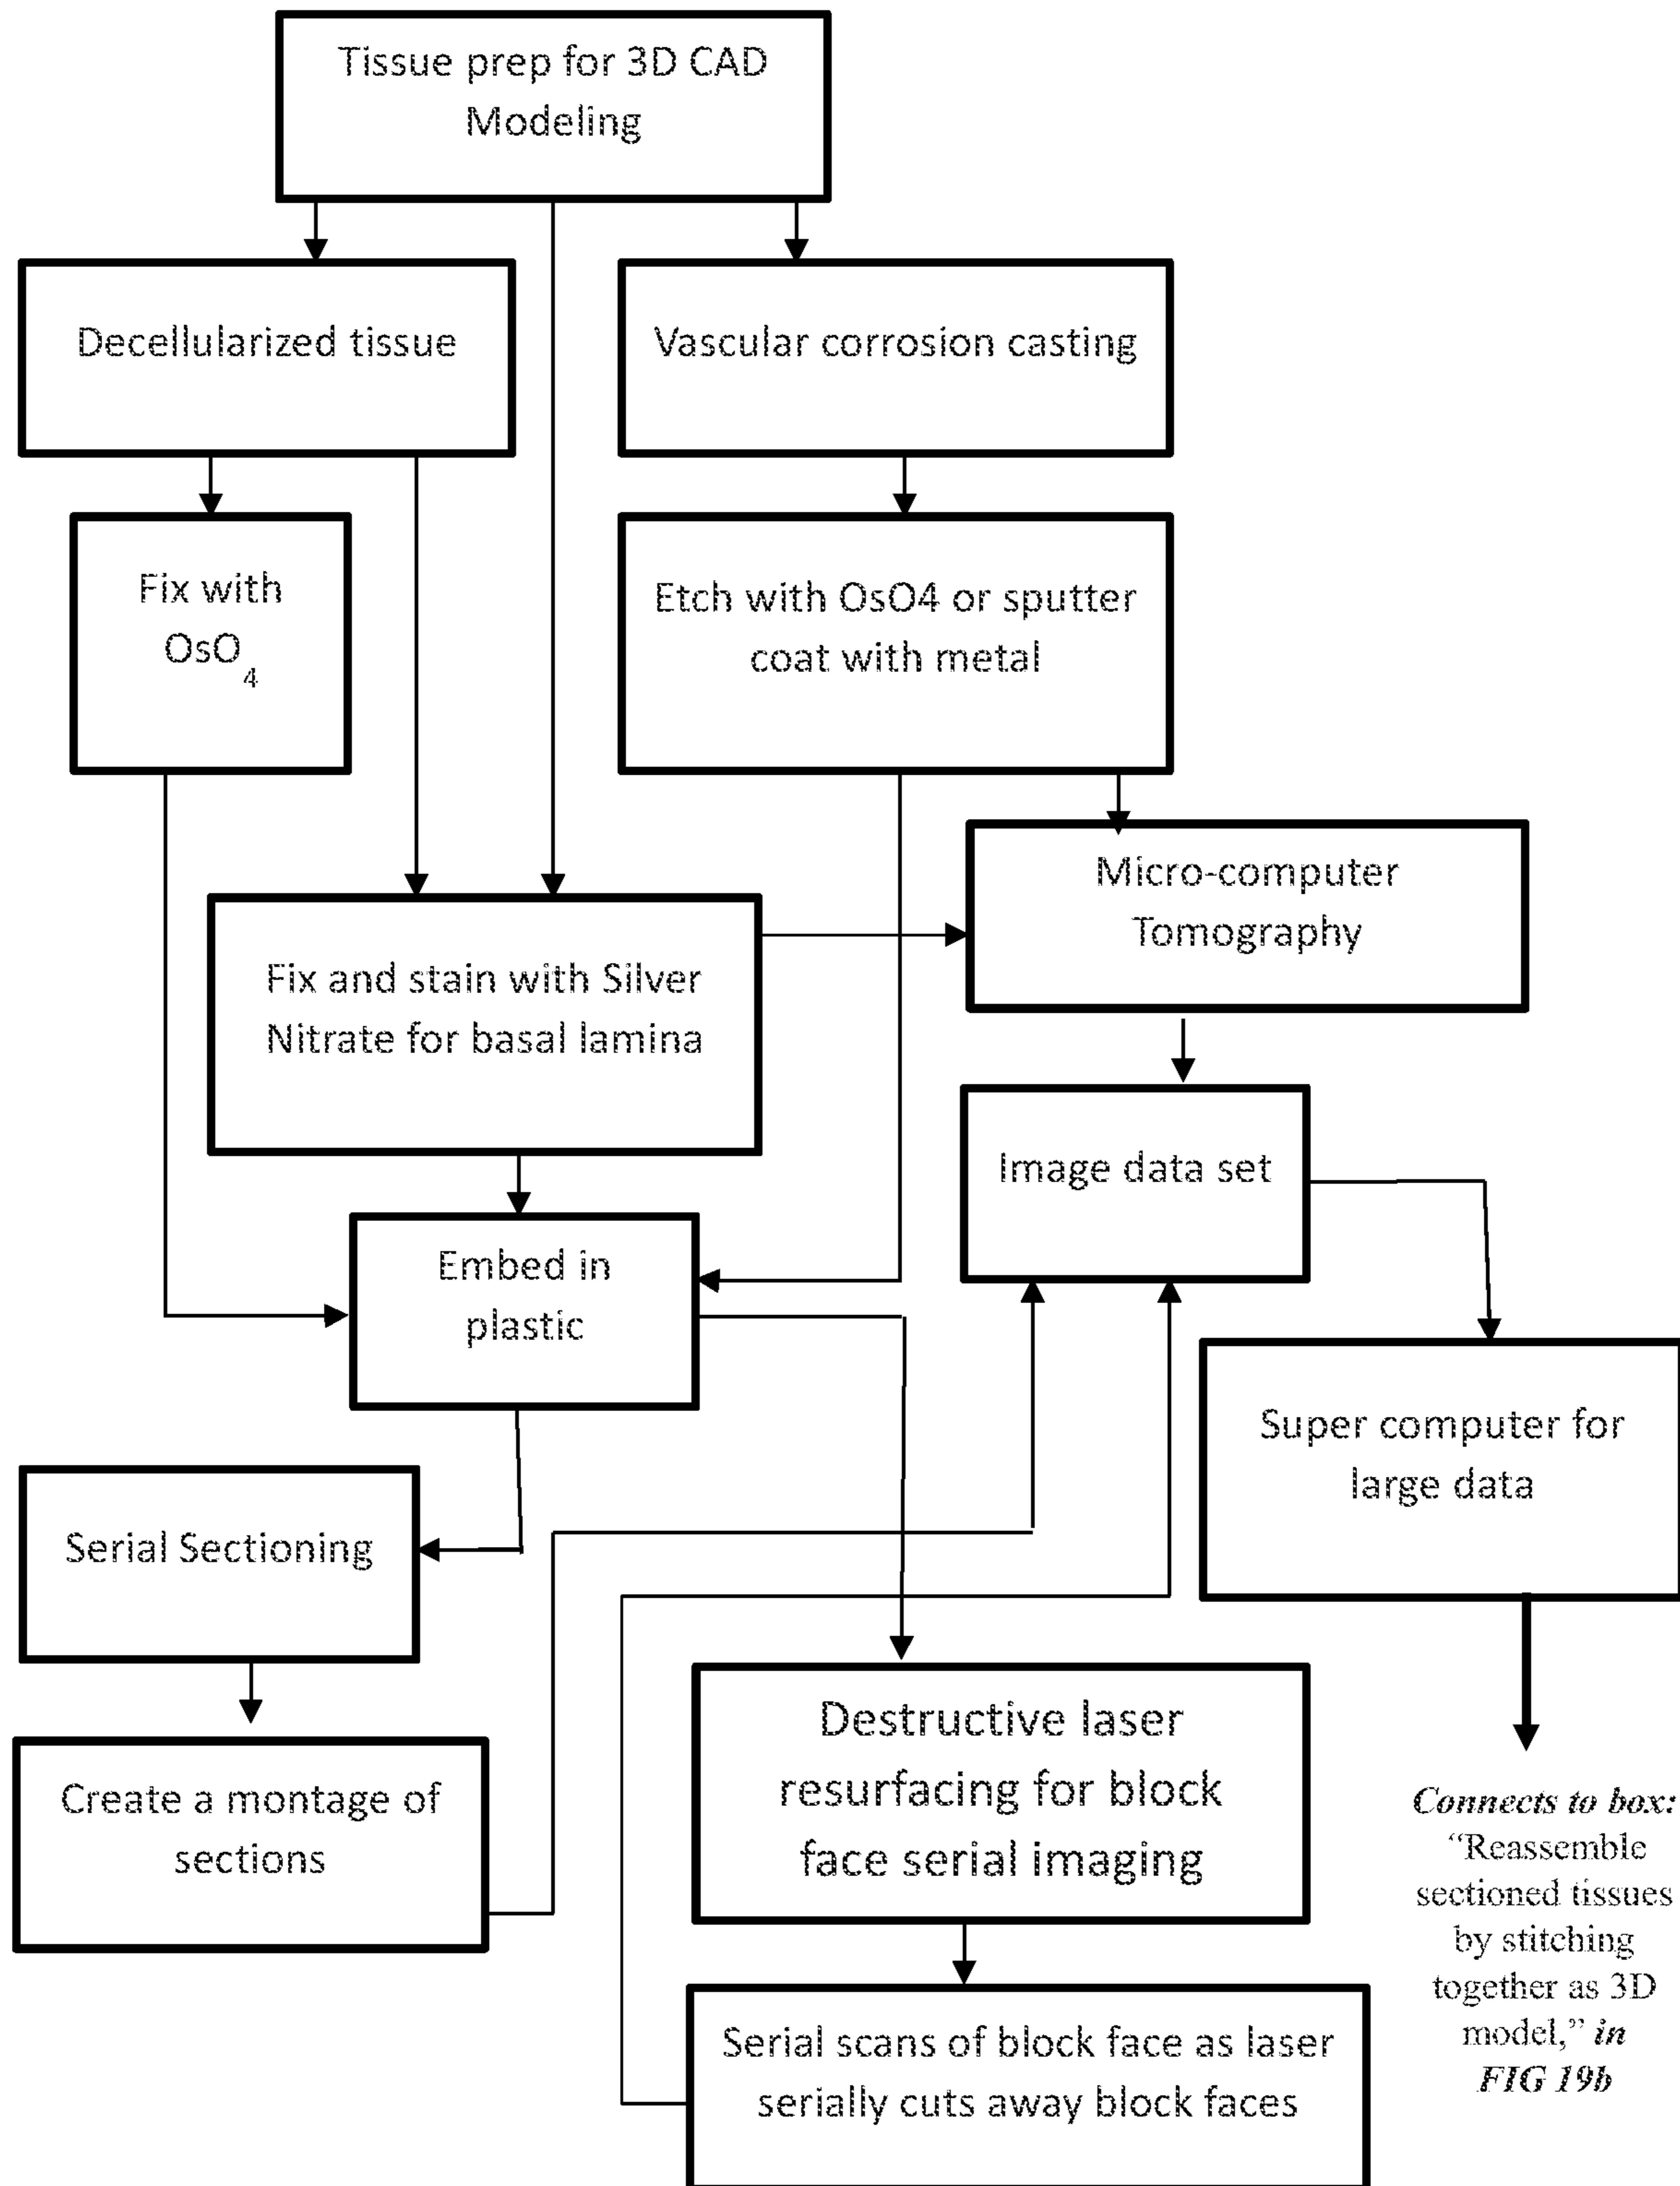 Tissue prep for 3D CAD
Modeling
Decellularized tissue
Vascular corrosion casting
Fix with
OsO4
Etch with OsO4 or sputter
coat with metal
Micro-computer
Tomography
Fix and stain with Silver
Nitrate for basal lamina
Image data set
Embed in
plastic
Super computer for
large data
Serial Sectioning
Destructive laser
resurfacing for block
face serial imaging
Create a montage of
sections
Connects to box:
“Reassemble
sectioned tissues
by stitching
together as 3D
model,” in
FIG 19b
Serial scans of block face as laser
serially cuts away block faces